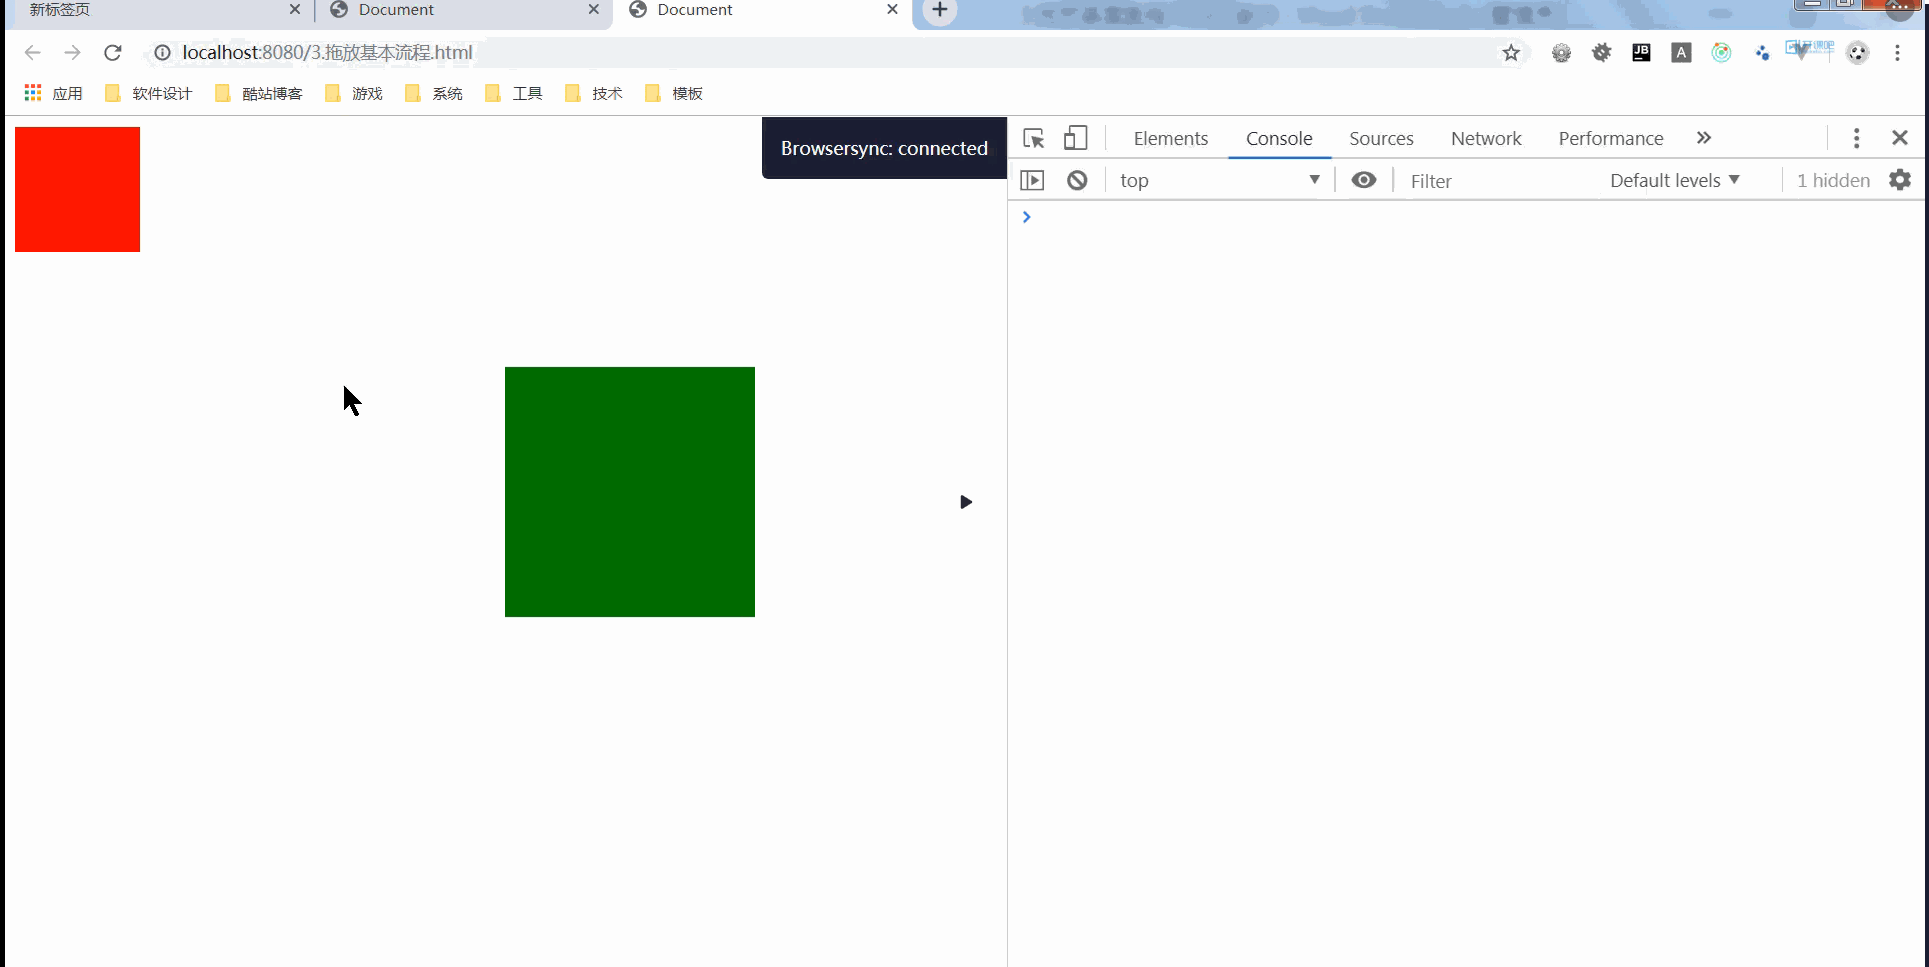 新标签页 Document Document
localhost:8080/3.拖放基本流程.html JB A
应用 软件设计 酷站博客 游戏 系统 工具 技术 模板
Browsersync: connected
Elements Console Sources Network Performance
top Filter Default levels 1 hidden